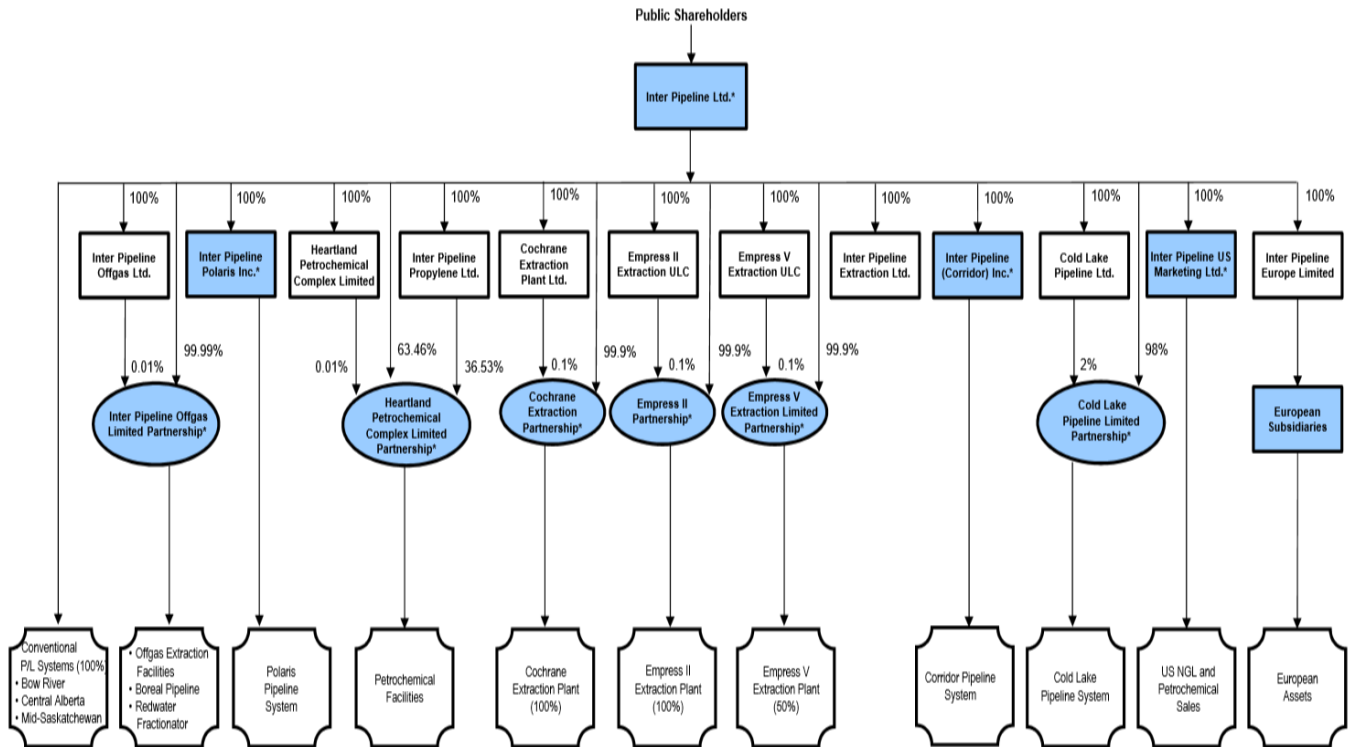 Public Shareholders
Inter Pipeline Ltd.*
100%
100%
100%
100%
100%
100%
100%
100%
100%
100%
100%
100%
Inter Pipeline
Offgas Ltd.
Inter Pipeline
Polaris Inc.*
Heartland
Petrochemical
Complex Limited
Inter Pipeline
Propylene Ltd.
Cochrane
Extraction
Plant Ltd.
Empress II
Extraction ULC
Empress V
Extraction ULC
Inter Pipeline
Extraction Ltd.
Inter Pipeline
(Corridor) Inc.*
Cold Lake
Pipeline Ltd.
Inter Pipeline US
Marketing Ltd.*
Inter Pipeline
Europe Limited
0.01%
99.99%
0.01%
63.46%
36.53%
0.1%
99.9%
0.1%
99.9%
0.1%
99.9%
2%
98%
Inter Pipeline Offgas
Limited Partnership*
Heartland
Petrochemical
Complex Limited
Partnership*
Cochrane
Extraction
Partnership*
Empress II
Partnership*
Empress V
Extraction Limited
Partnership*
Cold Lake
Pipeline Limited
Partnership*
European
Subsidiaries
Conventional
P/L Systems (100%)
• Bow River
• Central Alberta
• Mid-Saskatchewan
• Offgas Extraction
Facilities
• Boreal Pipeline
• Redwater
Fractionator
Polaris
Pipeline
System
Petrochemical
Facilities
Cochrane
Extraction Plant
(100%)
Empress II
Extraction Plant
(100%)
Empress V
Extraction Plant
(50%)
Corridor Pipeline
System
Cold Lake
Pipeline System
US NGL and
Petrochemical
Sales
European
Assets